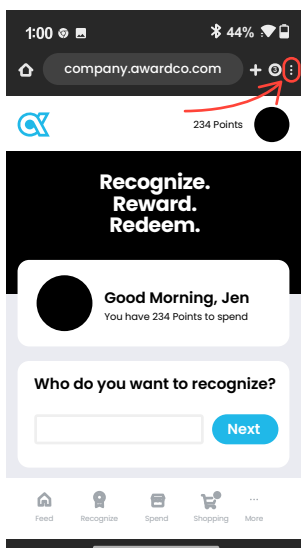 1:00
44%
company.awardco.com
234 Points
Recognize.
Reward.
Redeem.
Good Morning, Jen
You have 234 Points to spend
Who do you want to recognize?
Next
Feed Recognize Spend Shopping More